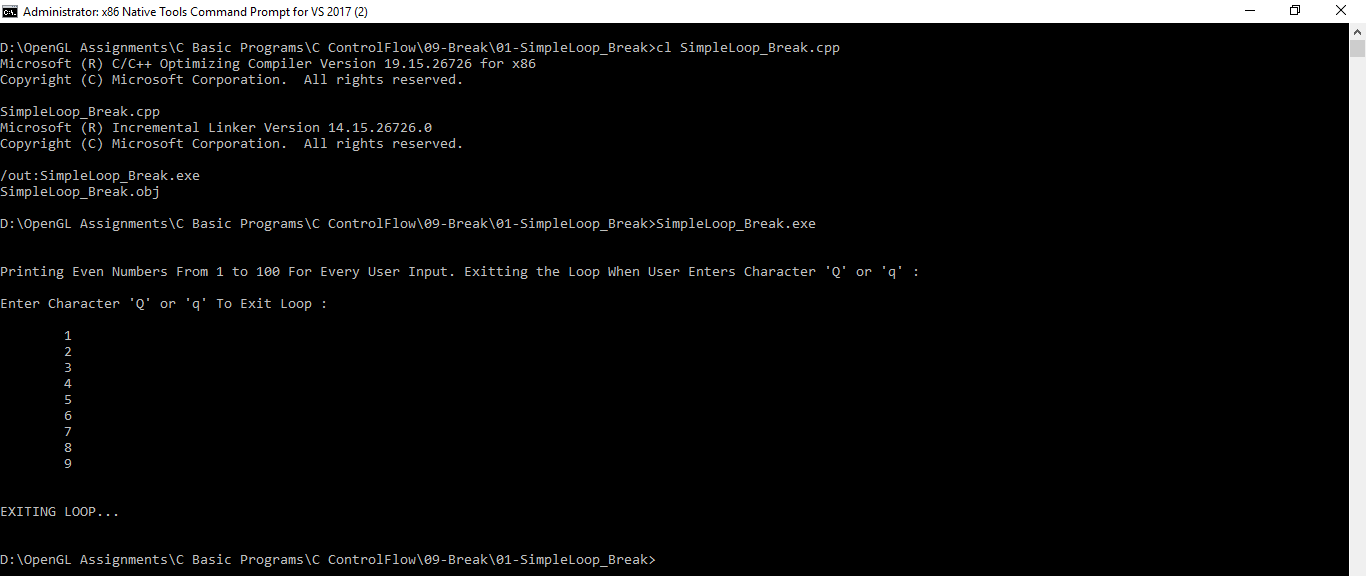 Administrator: x86 Native Tools Command Prompt for VS 2017 (2)
D:\OpenGL Assignments\C Basic Programs\C ControlFlow\09-Break\01-SimpleLoop_Break>cl SimpleLoop_Break.cpp
Microsoft (R) C/C++ Optimizing Compiler Version 19.15.26726 for x86
Copyright (C) Microsoft Corporation.  All rights reserved.
SimpleLoop_Break.cpp
Microsoft (R) Incremental Linker Version 14.15.26726.0
Copyright (C) Microsoft Corporation.  All rights reserved.
/out:SimpleLoop_Break.exe
SimpleLoop_Break.obj
D:\OpenGL Assignments\C Basic Programs\C ControlFlow\09-Break\01-SimpleLoop_Break>SimpleLoop_Break.exe
Printing Even Numbers From 1 to 100 For Every User Input. Exitting the Loop When User Enters Character 'Q' or 'q' :
Enter Character 'Q' or 'q' To Exit Loop :
1
2
3
4
5
6
7
8
9
EXITING LOOP...
D:\OpenGL Assignments\C Basic Programs\C ControlFlow\09-Break\01-SimpleLoop_Break>